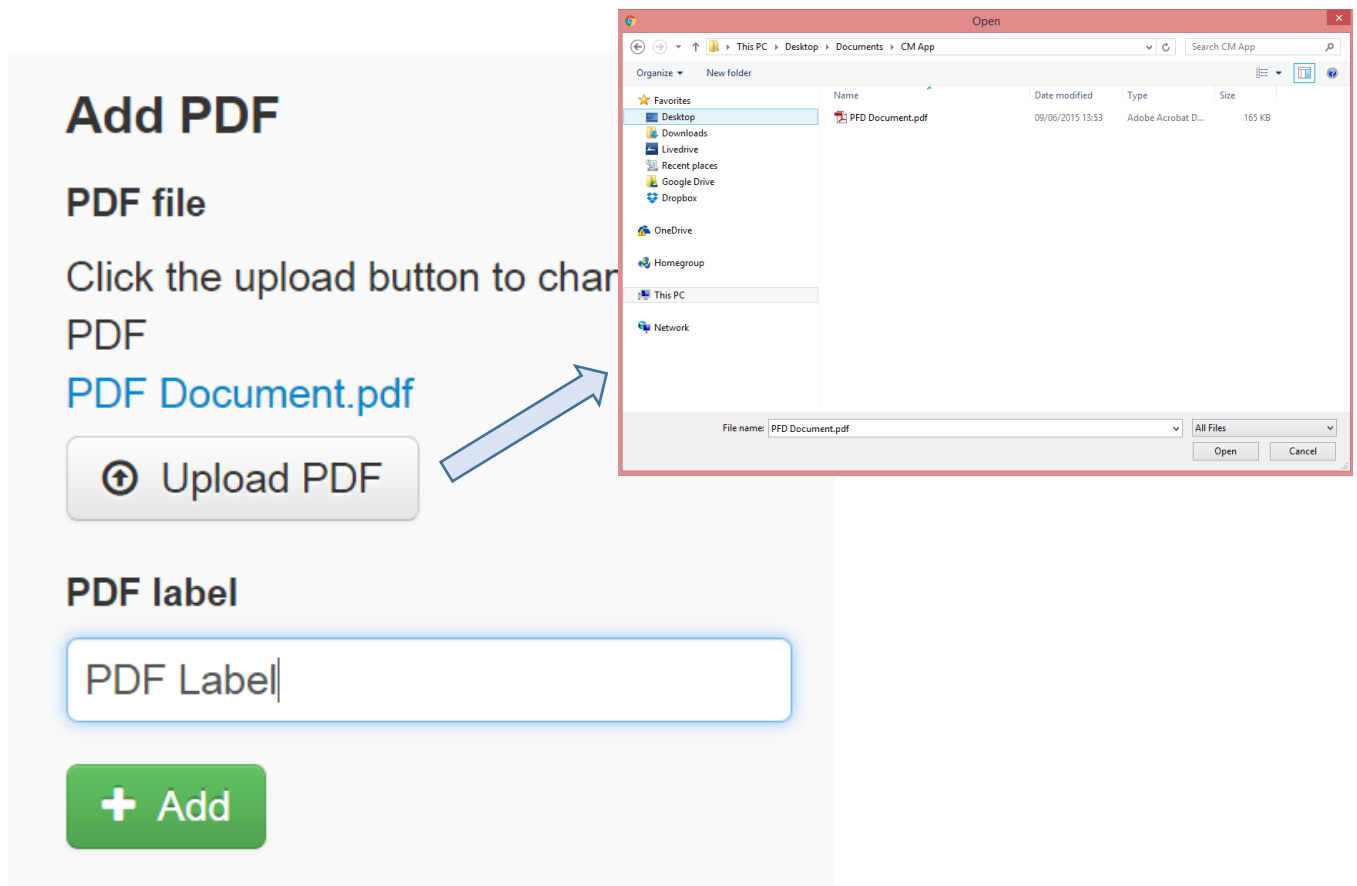 Add PDF
PDF file
Click the upload button to char
PDF
PDF Document.pdf
Upload PDF
PDF label
PDF Label
Add
Open
This PC Desktop Documents CM App
Search CM App
Organize New folder
Name Date modified Type Size
Favorites
Desktop
Downloads
Livedrive
Recent places
Google Drive
Dropbox
OneDrive
Homegroup
This PC
Network
PFD Document.pdf 09/06/2015 13:53 Adobe Acrobat D... 165 KB
File name: PFD Document.pdf All Files
Open Cancel